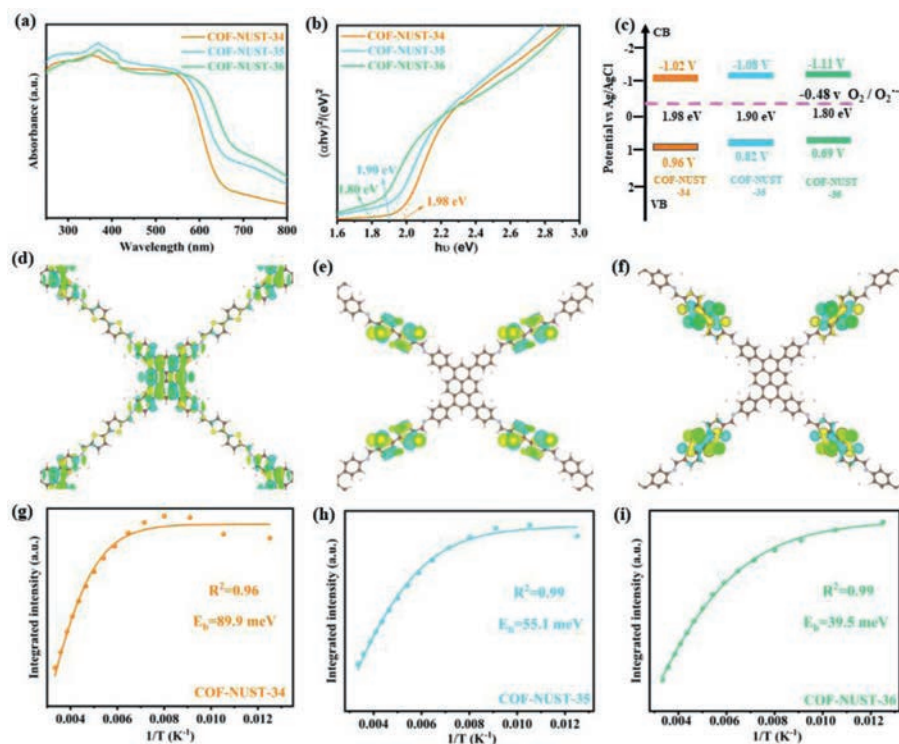 (a)
COF-NUST-34
COF-NUST-35
COF-NUST-36
Absorbance (a.u.)
300 400 500 600 700 800
Wavelength (nm)
(b)
COF-NUST-34
COF-NUST-35
COF-NUST-36
(αhν)²/(eV)²
1.90 eV
1.80 eV
1.98 eV
1.6 1.8 2.0 2.2 2.4 2.6 2.8 3.0
hυ (eV)
(c)
CB
Potential vs Ag/AgCl
-2
-1
0
1
2
VB
-1.02 V -1.08 V -1.11 V
-0.48 v O₂ / O₂•−
1.98 eV 1.90 eV 1.80 eV
0.96 V 0.82 V 0.69 V
COF-NUST
-34
COF-NUST
-35
COF-NUST
-36
(d)
(e)
(f)
(g)
Integrated intensity (a.u.)
R²=0.96
E_b=89.9 meV
COF-NUST-34
0.004 0.006 0.008 0.010 0.012
1/T (K⁻¹)
(h)
Integrated intensity (a.u.)
R²=0.99
E_b=55.1 meV
COF-NUST-35
0.004 0.006 0.008 0.010 0.012
1/T (K⁻¹)
(i)
Integrated intensity (a.u.)
R²=0.99
E_b=39.5 meV
COF-NUST-36
0.004 0.006 0.008 0.010 0.012
1/T (K⁻¹)